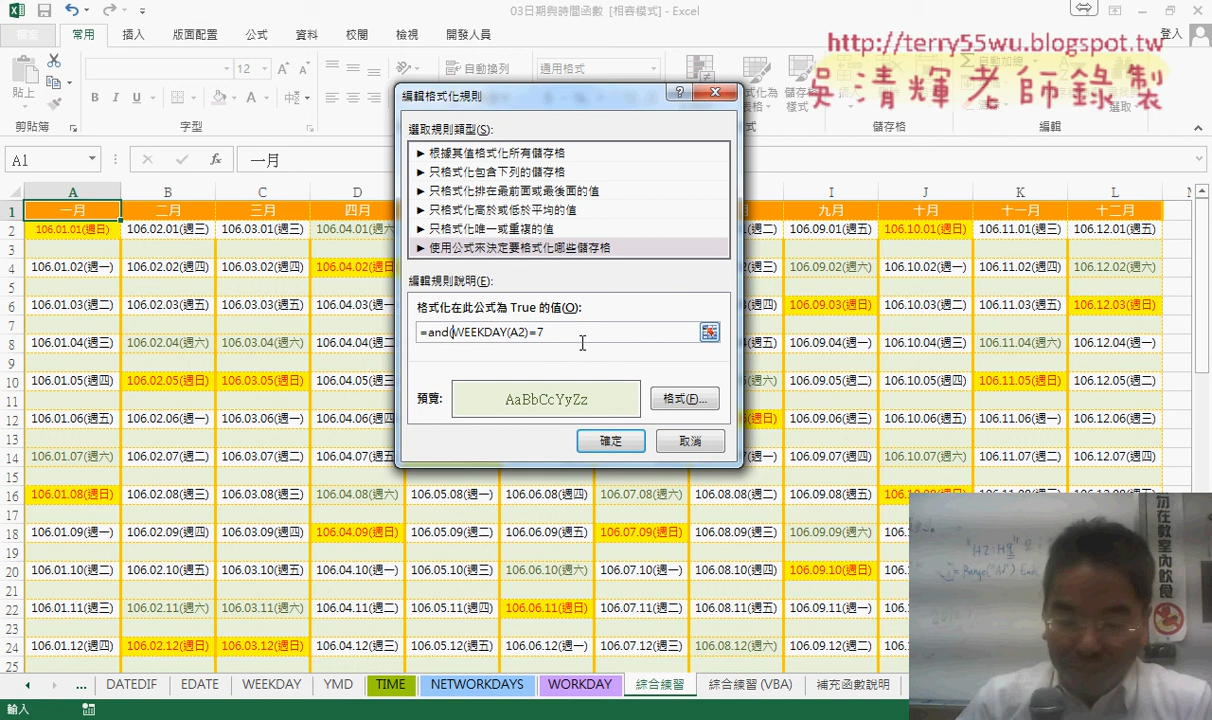 03日期與時間函數 [相容模式] - Excel
登入
檔案 常用 插入 版面配置 公式 資料 校閱 檢視 開發人員
http://terry55wu.blogspot.tw
吳清輝老師錄製
貼上 12 自動換列 通用格式
剪貼簿 字型 儲存格 編輯
A1 一月
編輯格式化規則
選取規則類型(S):
► 根據其值格式化所有儲存格
► 只格式化包含下列的儲存格
► 只格式化排在最前面或最後面的值
► 只格式化高於或低於平均的值
► 只格式化唯一或重複的值
► 使用公式來決定要格式化哪些儲存格
編輯規則說明(E):
格式化在此公式為 True 的值(O):
=and(WEEKDAY(A2)=7
預覽: AaBbCcYyZz 格式(F)...
確定 取消
A B C D I J K L
1 一月 二月 三月 四月 九月 十月 十一月 十二月
2 106.01.01(週日) 106.02.01(週三) 106.03.01(週三) 106.04.01(週六 106.09.01(週五) 106.10.01(週日) 106.11.01(週三) 106.12.01(週五)
3
4 106.01.02(週一) 106.02.02(週四) 106.03.02(週四) 106.04.02(週日 106.09.02(週六) 106.10.02(週一) 106.11.02(週四) 106.12.02(週六)
5
6 106.01.03(週二) 106.02.03(週五) 106.03.03(週五) 106.04.03(週一 106.09.03(週日) 106.10.03(週二) 106.11.03(週五) 106.12.03(週日)
7
8 106.01.04(週三) 106.02.04(週六) 106.03.04(週六) 106.04.04(週二 106.09.04(週一) 106.10.04(週三) 106.11.04(週六) 106.12.04(週一)
9
10 106.01.05(週四) 106.02.05(週日) 106.03.05(週日) 106.04.05(週三 106.09.05(週二) 106.10.05(週四) 106.11.05(週日) 106.12.05(週二)
11
12 106.01.06(週五) 106.02.06(週一) 106.03.06(週一) 106.04.06(週四 106.09.06(週三) 106.10.06(週五) 106.11.06(週一) 106.12.06(週三)
13
14 106.01.07(週六) 106.02.07(週二) 106.03.07(週二) 106.04.07(週五 106.09.07(週四) 106.10.07(週六) 106.11.07(週二) 106.12.07(週四)
15
16 106.01.08(週日) 106.02.08(週三) 106.03.08(週三) 106.04.08(週六) 106.05.08(週一) 106.06.08(週四) 106.07.08(週六) 106.08.08(週二) 106.09.08(週五)
17
18 106.01.09(週一) 106.02.09(週四) 106.03.09(週四) 106.04.09(週日) 106.05.09(週二) 106.06.09(週五) 106.07.09(週日) 106.08.09(週三) 106.09.09(週六)
19
20 106.01.10(週二) 106.02.10(週五) 106.03.10(週五) 106.04.10(週一) 106.05.10(週三) 106.06.10(週六) 106.07.10(週一) 106.08.10(週四) 106.09.10(週日)
21
22 106.01.11(週三) 106.02.11(週六) 106.03.11(週六) 106.04.11(週二) 106.05.11(週四) 106.06.11(週日) 106.07.11(週二) 106.08.11(週五) 106.09.11(週一)
23
24 106.01.12(週四) 106.02.12(週日) 106.03.12(週日) 106.04.12(週三) 106.05.12(週五) 106.06.12(週一) 106.07.12(週三) 106.08.12(週六) 106.09.12(週二)
25
... DATEDIF EDATE WEEKDAY YMD TIME NETWORKDAYS WORKDAY 綜合練習 綜合練習 (VBA) 補充函數說明
輸入
勿在教室內飲食